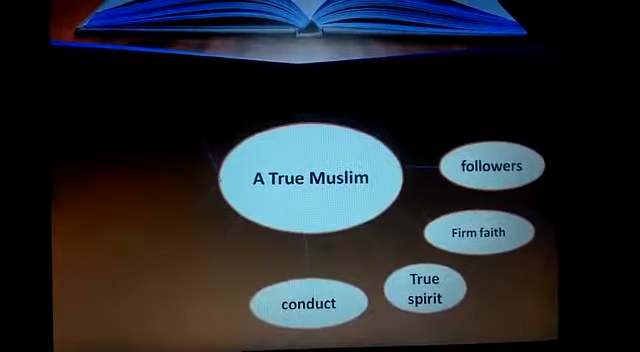 A True Muslim
followers
Firm faith
True
spirit
conduct